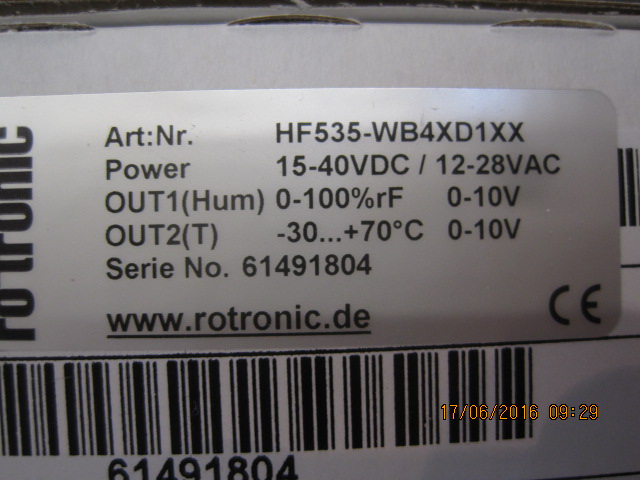 rotronic
Art:Nr. HF535-WB4XD1XX
Power 15-40VDC / 12-28VAC
OUT1(Hum) 0-100%rF 0-10V
OUT2(T) -30...+70°C 0-10V
Serie No. 61491804
www.rotronic.de
CE
17/06/2016 09:29
61491804